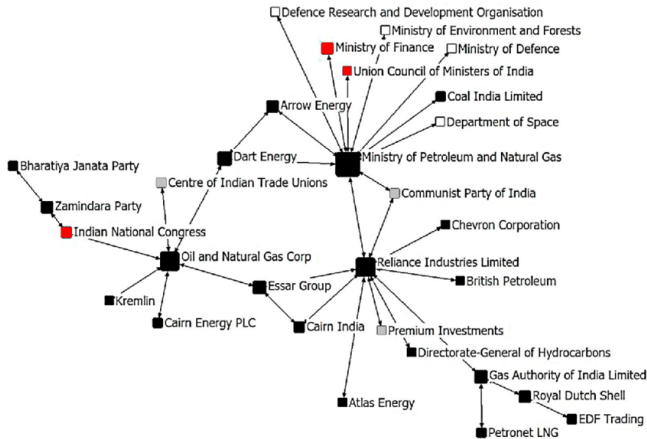 Defence Research and Development Organisation
Ministry of Environment and Forests
Ministry of Finance
Ministry of Defence
Union Council of Ministers of India
Coal India Limited
Arrow Energy
Department of Space
Dart Energy
Ministry of Petroleum and Natural Gas
Bharatiya Janata Party
Centre of Indian Trade Unions
Communist Party of India
Zamindara Party
Chevron Corporation
Indian National Congress
Oil and Natural Gas Corp
Reliance Industries Limited
British Petroleum
Essar Group
Kremlin
Cairn Energy PLC
Cairn India
Premium Investments
Directorate-General of Hydrocarbons
Gas Authority of India Limited
Royal Dutch Shell
Atlas Energy
EDF Trading
Petronet LNG